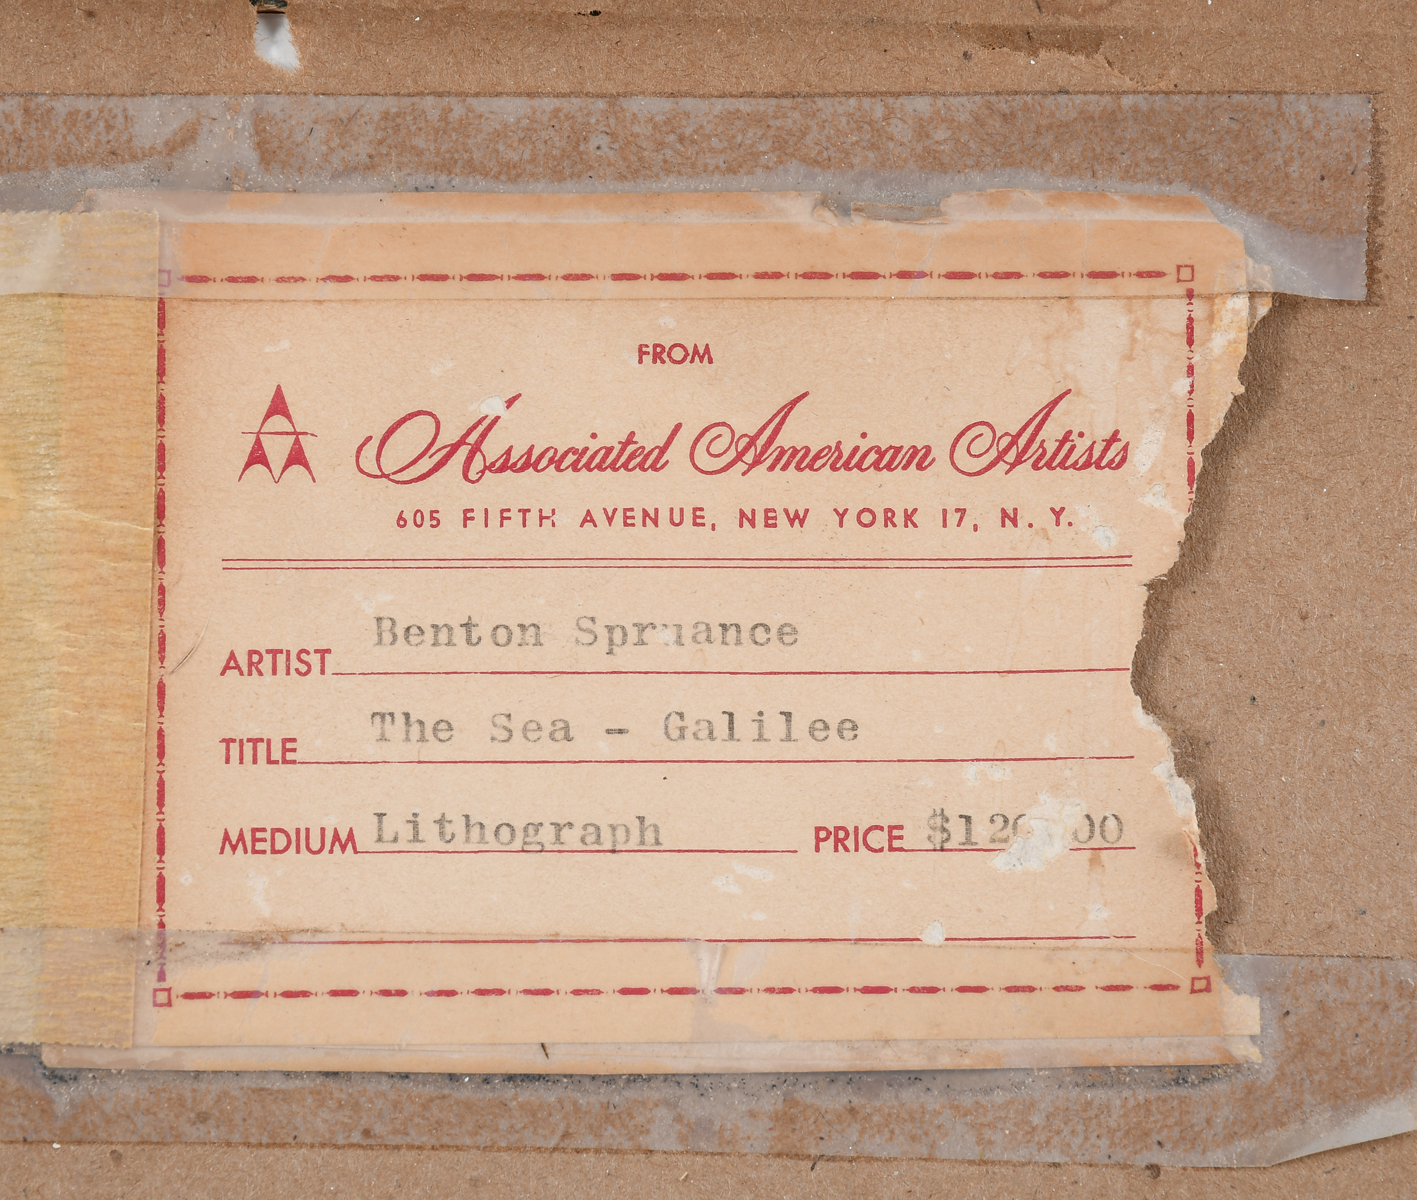 FROM
Associated American Artists
605 FIFTH AVENUE, NEW YORK 17, N. Y.
ARTIST Benton Spruance
TITLE The Sea - Galilee
MEDIUM Lithograph PRICE